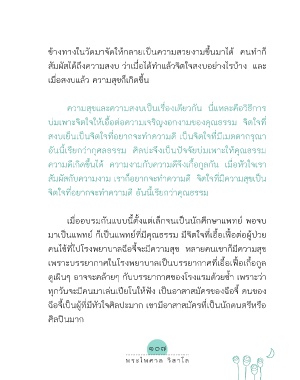 ข้างทางในวัดมาจัดให้กลายเป็นความสวยงามขึ้นมาได้ คนทำก็
สัมผัสได้ถึงความสงบ ว่าเมื่อได้ทำแล้วจิตใจสงบอย่างไรบ้าง และ
เมื่อสงบแล้ว ความสุขก็เกิดขึ้น
ความสุขและความสงบเป็นเรื่องเดียวกัน นี่แหละคือวิธีการ
บ่มเพาะจิตใจให้เอื้อต่อความเจริญงอกงามของคุณธรรม จิตใจที่
สงบเย็นเป็นจิตใจที่อยากจะทำความดี เป็นจิตใจที่มีเมตตากรุณา
อันนี้เรียกว่ากุศลธรรม ศิลปะจึงเป็นปัจจัยบ่มเพาะให้คุณธรรม
ความดีเกิดขึ้นได้ ความงามกับความดีจึงเกื้อกูลกัน เมื่อหัวใจเรา
สัมผัสกับความงาม เราก็อยากจะทำความดี จิตใจที่มีความสุขเป็น
จิตใจที่อยากจะทำความดี อันนี้เรียกว่าคุณธรรม
เมื่ออบรมกันแบบนี้ตั้งแต่เด็กจนเป็นนักศึกษาแพทย์ พอจบ
มาเป็นแพทย์ ก็เป็นแพทย์ที่มีคุณธรรม มีจิตใจที่เอื้อเฟื้อต่อผู้ป่วย
คนไข้ที่ไปโรงพยาบาลฉือจี้จะมีความสุข หลายคนเขาก็มีความสุข
เพราะบรรยากาศในโรงพยาบาลเป็นบรรยากาศที่เอื้อเฟื้อเกื้อกูล
ดูเผินๆ อาจจะคล้ายๆ กับบรรยากาศของโรงแรมด้วยซ้ำ เพราะว่า
ทุกวันจะมีคนมาเล่นเปียโนให้ฟัง เป็นอาสาสมัครของฉือจี้ คนของ
ฉือจี้เป็นผู้ที่มีหัวใจศิลปะมาก เขามีอาสาสมัครที่เป็นนักดนตรีหรือ
ศิลปินมาก
๑๐๗
พระไพศาล วิสาโล